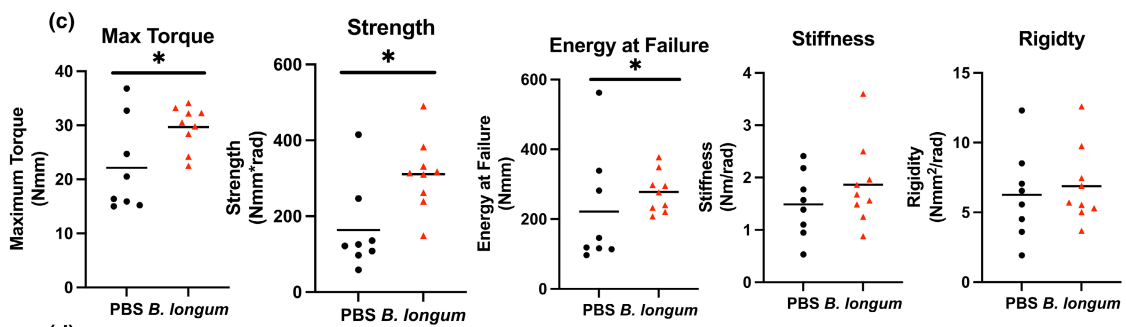 (c)
Max Torque
*
Maximum Torque
(Nmm)
40
30
20
10
0
PBS B. longum
Strength
*
Strength
(Nmm*rad)
600
400
200
0
PBS B. longum
Energy at Failure
*
Energy at Failure
(Nmm)
600
400
200
0
PBS B. longum
Stiffness
Stiffness
(Nm/rad)
4
3
2
1
0
PBS B. longum
Rigidty
Rigidity
(Nmm²/rad)
15
10
5
0
PBS B. longum